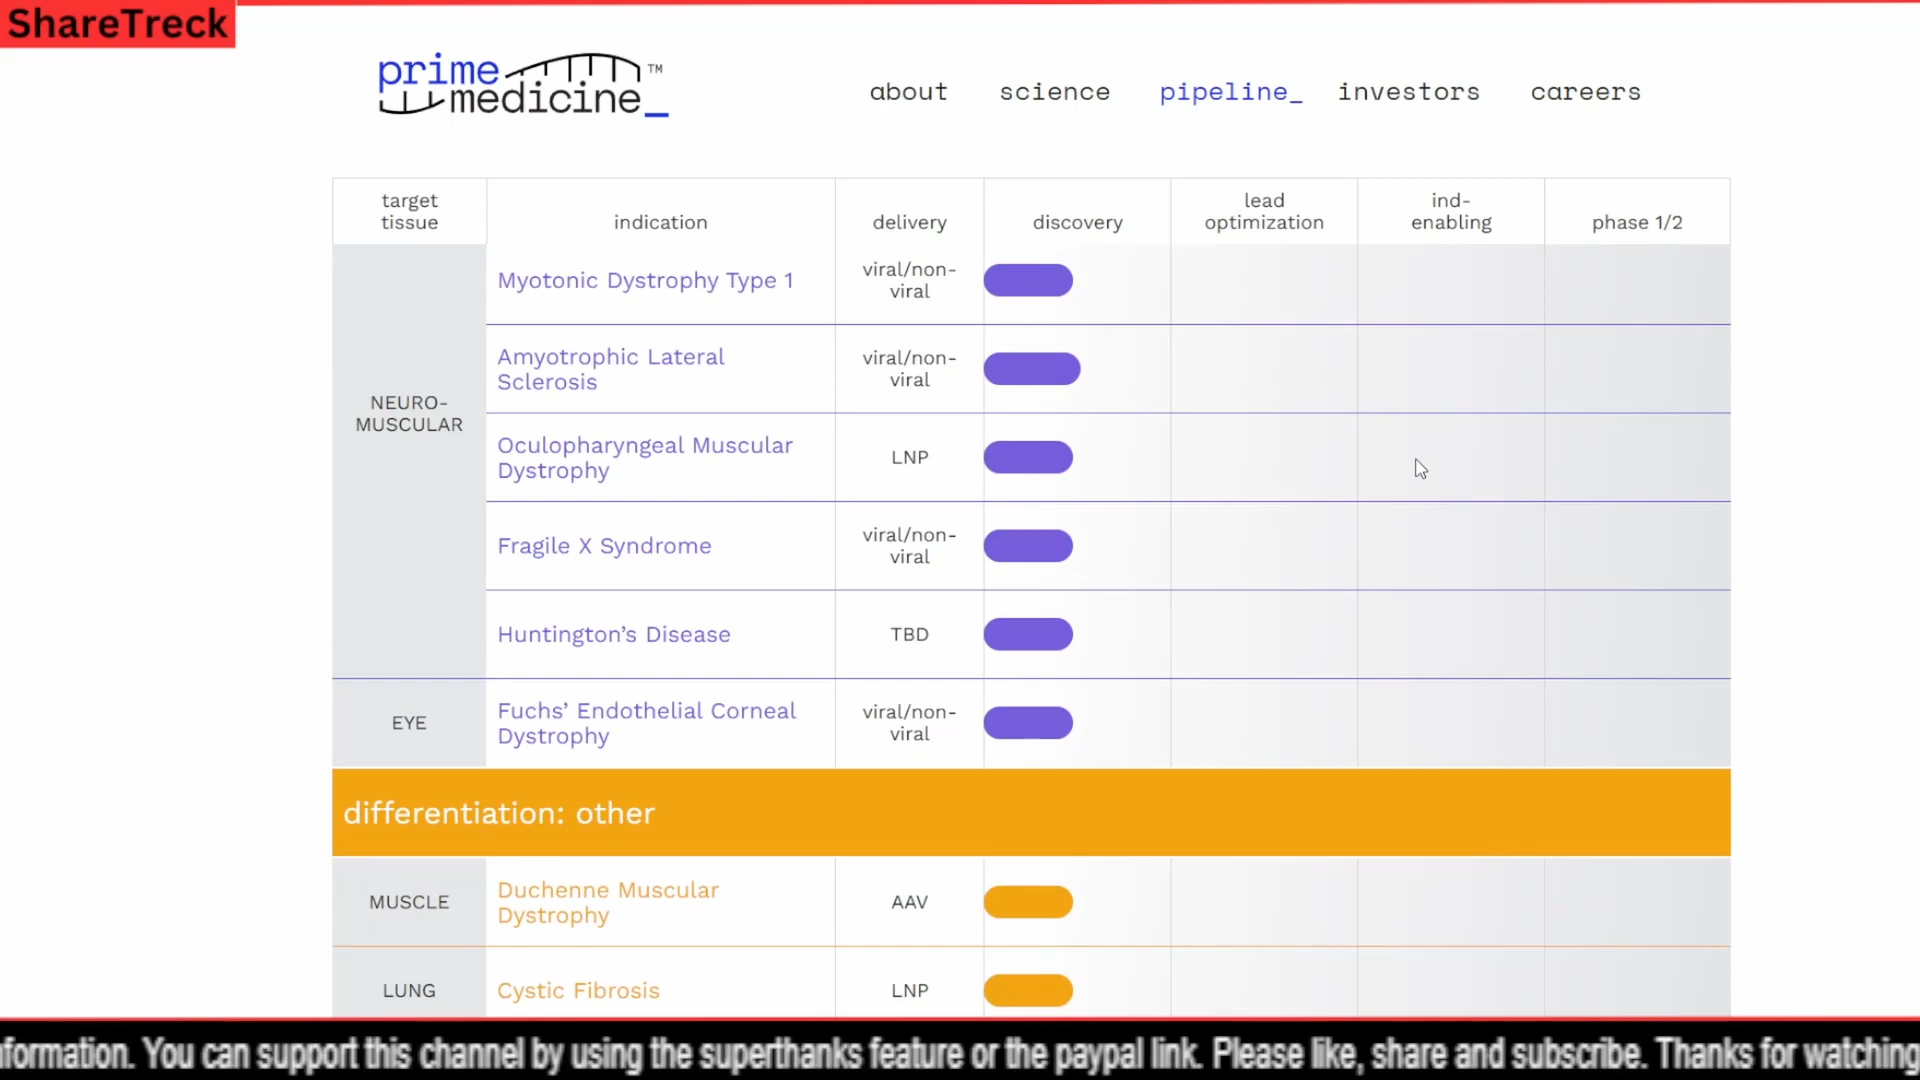 ShareTreck
prime
medicine_
TM
about science pipeline_ investors careers
target
tissue
indication
delivery
discovery
lead
optimization
ind-
enabling
phase 1/2
NEURO-
MUSCULAR
Myotonic Dystrophy Type 1
viral/non-
viral
Amyotrophic Lateral
Sclerosis
viral/non-
viral
Oculopharyngeal Muscular
Dystrophy
LNP
Fragile X Syndrome
viral/non-
viral
Huntington’s Disease
TBD
EYE
Fuchs’ Endothelial Corneal
Dystrophy
viral/non-
viral
differentiation: other
MUSCLE
Duchenne Muscular
Dystrophy
AAV
LUNG
Cystic Fibrosis
LNP
nformation. You can support this channel by using the superthanks feature or the paypal link. Please like, share and subscribe. Thanks for watching